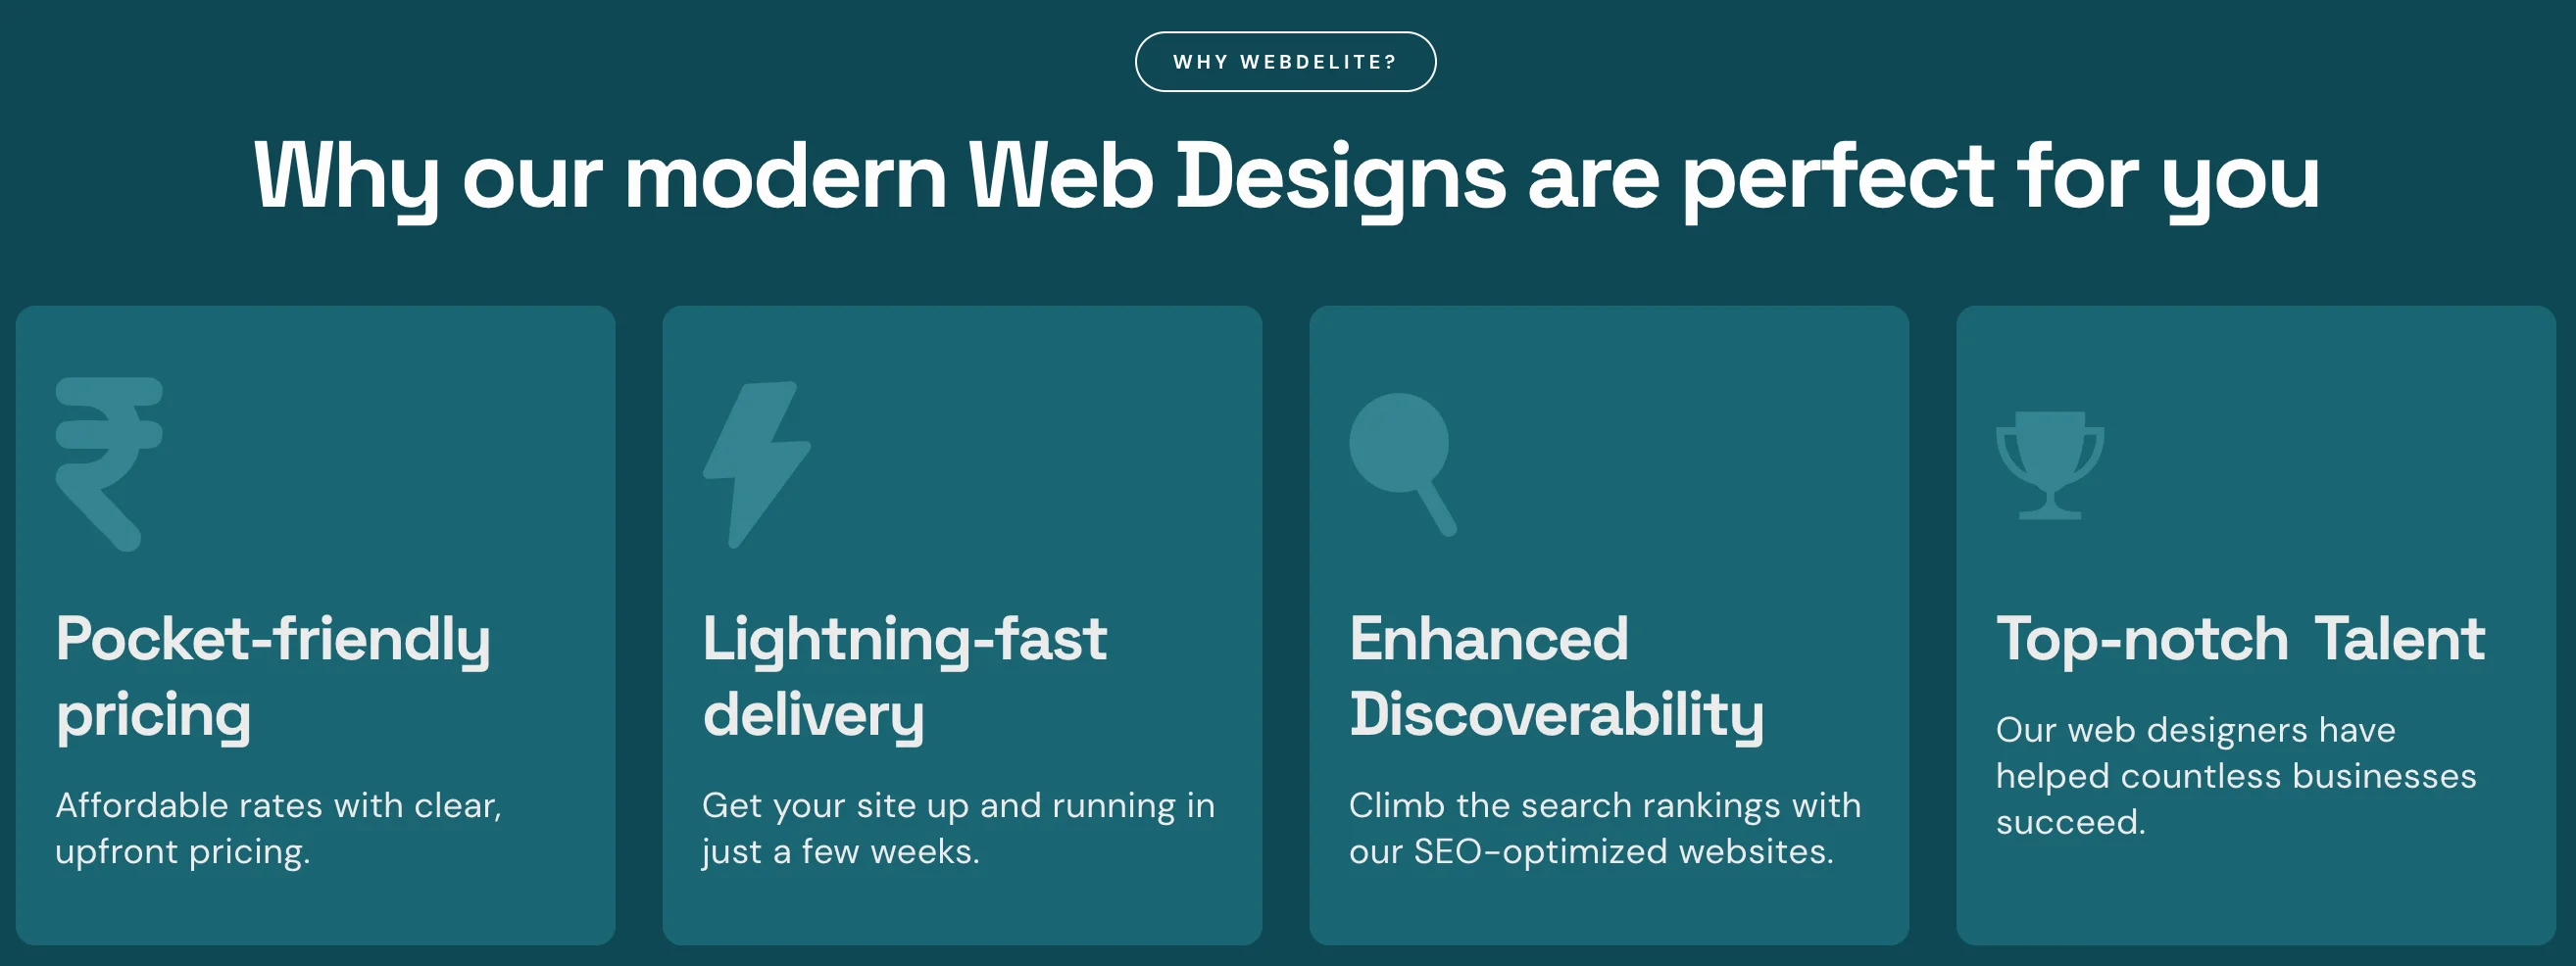 WHY WEBDELITE?
Why our modern Web Designs are perfect for you
Pocket-friendly
pricing
Affordable rates with clear,
upfront pricing.
Lightning-fast
delivery
Get your site up and running in
just a few weeks.
Enhanced
Discoverability
Climb the search rankings with
our SEO-optimized websites.
Top-notch Talent
Our web designers have
helped countless businesses
succeed.